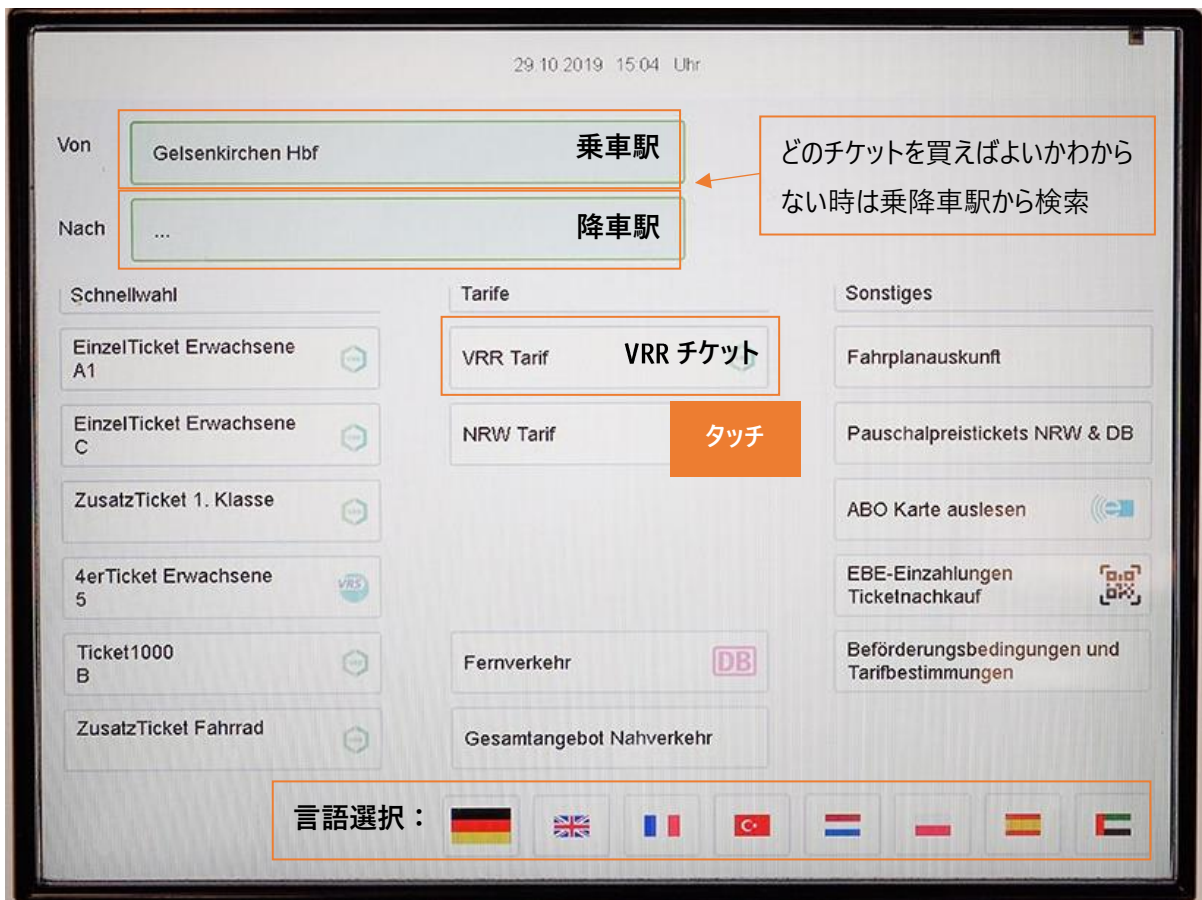 29.10.2019 15:04 Uhr
Von
Gelsenkirchen Hbf
乗車駅
どのチケットを買えばよいかわから
ない時は乗降車駅から検索
Nach
...
降車駅
Schnellwahl
EinzelTicket Erwachsene
A1
EinzelTicket Erwachsene
C
ZusatzTicket 1. Klasse
4erTicket Erwachsene
5
VRS
Ticket1000
B
ZusatzTicket Fahrrad
Tarife
VRR Tarif
VRR チケット
NRW Tarif
タッチ
Fernverkehr
DB
Gesamtangebot Nahverkehr
Sonstiges
Fahrplanauskunft
Pauschalpreistickets NRW & DB
ABO Karte auslesen
EBE-Einzahlungen
Ticketnachkauf
Beförderungsbedingungen und
Tarifbestimmungen
言語選択：